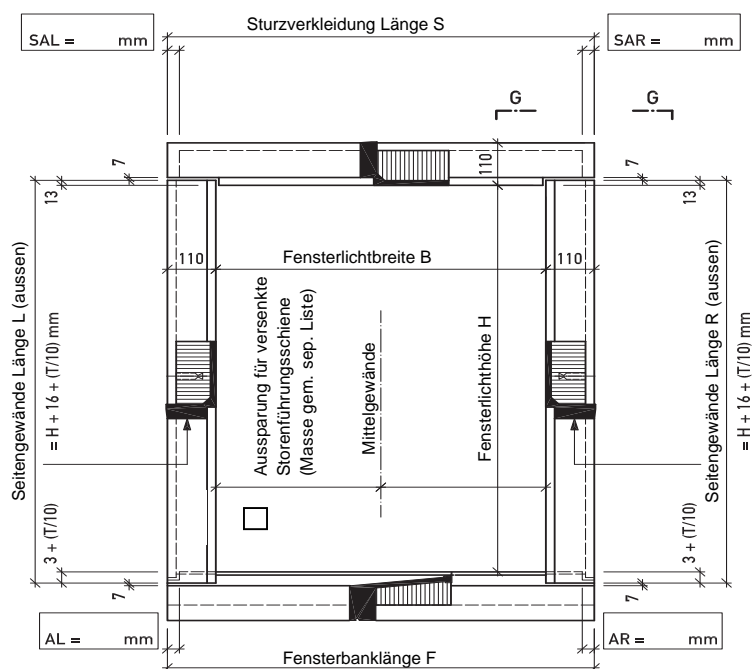 Sturzverkleidung Länge S
SAL = mm
SAR = mm
G G
7
110
7
13
13
110
Fensterlichtbreite B
110
Seitengewände Länge L (aussen)
= H + 16 + (T/10) mm
Aussparung für versenkte
Storenführungsschiene
(Masse gem. sep. Liste)
Mittelgewände
Fensterlichthöhe H
Seitengewände Länge R (aussen)
= H + 16 + (T/10) mm
3 + (T/10)
3 + (T/10)
7
7
AL = mm
AR = mm
Fensterbanklänge F